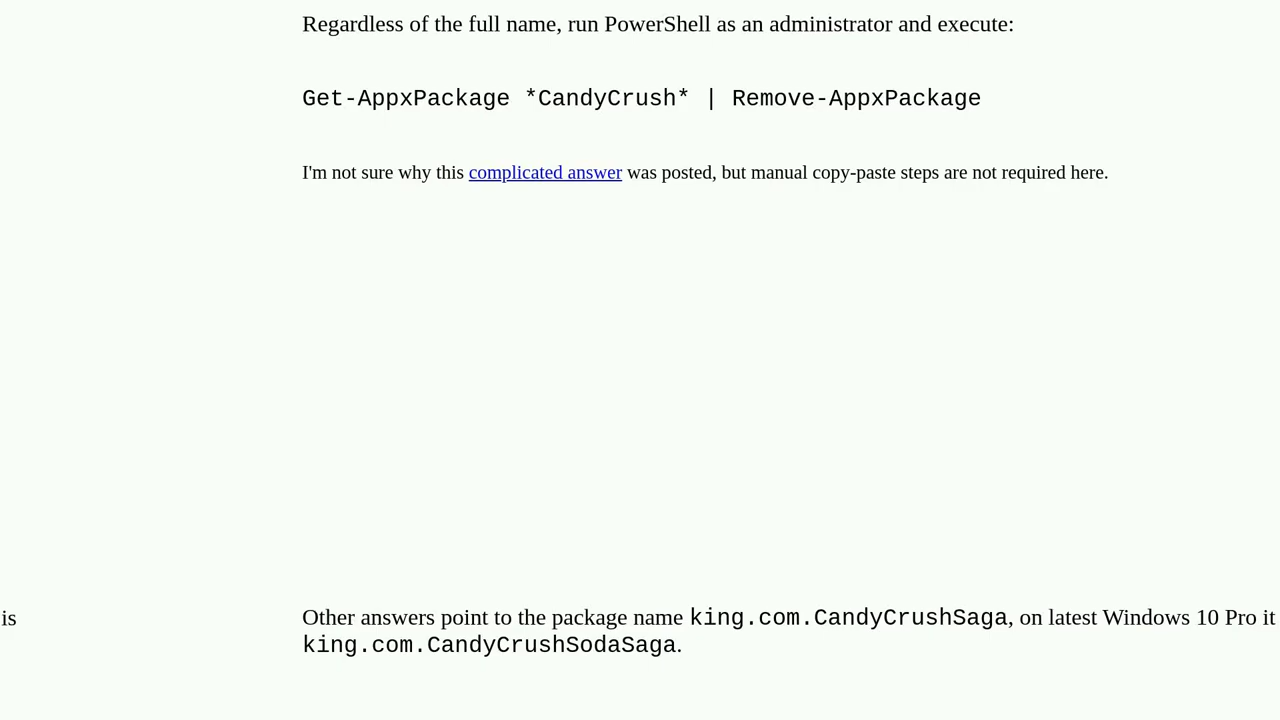 Regardless of the full name, run PowerShell as an administrator and execute:
Get-AppxPackage *CandyCrush* | Remove-AppxPackage
I'm not sure why this complicated answer was posted, but manual copy-paste steps are not required here.
Other answers point to the package name king.com.CandyCrushSaga, on latest Windows 10 Pro it
is
king.com.CandyCrushSodaSaga.